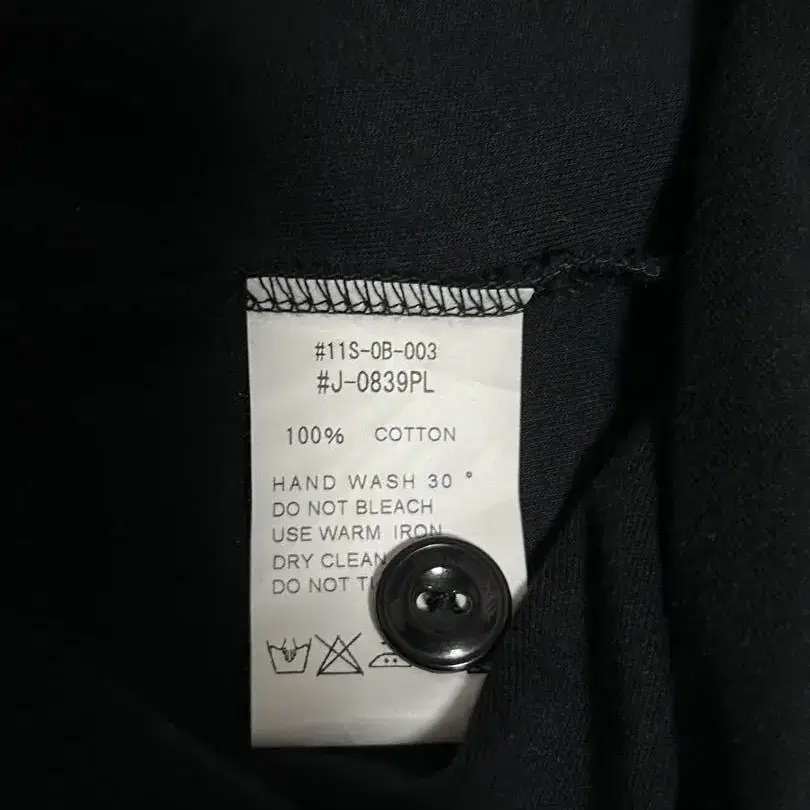 #11S-0B-003
#J-0839PL
100% COTTON
HAND WASH 30 °
DO NOT BLEACH
USE WARM IRON
DRY CLEAN
DO NOT